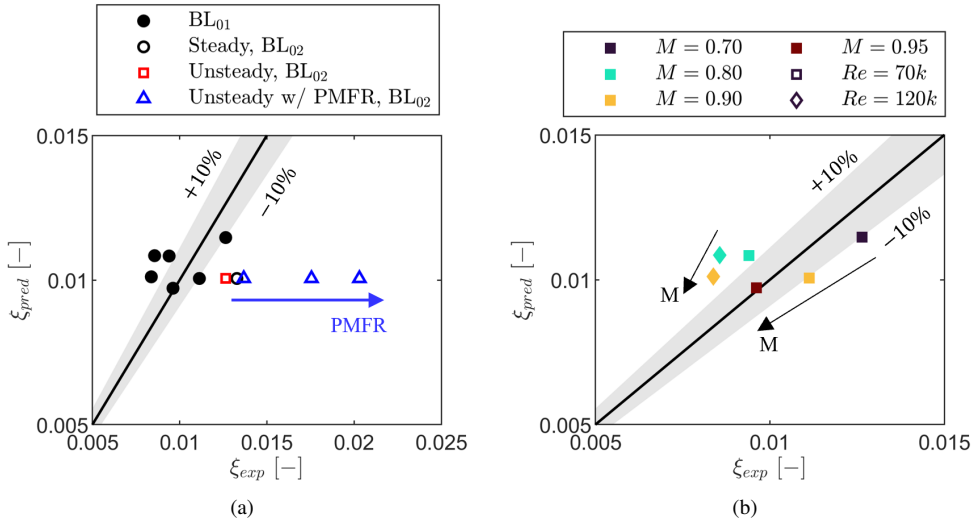 BL₀₁
Steady, BL₀₂
Unsteady, BL₀₂
Unsteady w/ PMFR, BL₀₂
0.015
0.010
0.005
ξpred [−]
+10%
−10%
PMFR
0.005 0.01 0.015 0.02 0.025
ξexp [−]
(a)
M = 0.70
M = 0.80
M = 0.90
M = 0.95
Re = 70k
Re = 120k
0.015
0.010
0.005
ξpred [−]
+10%
−10%
M
M
0.005 0.01 0.015
ξexp [−]
(b)